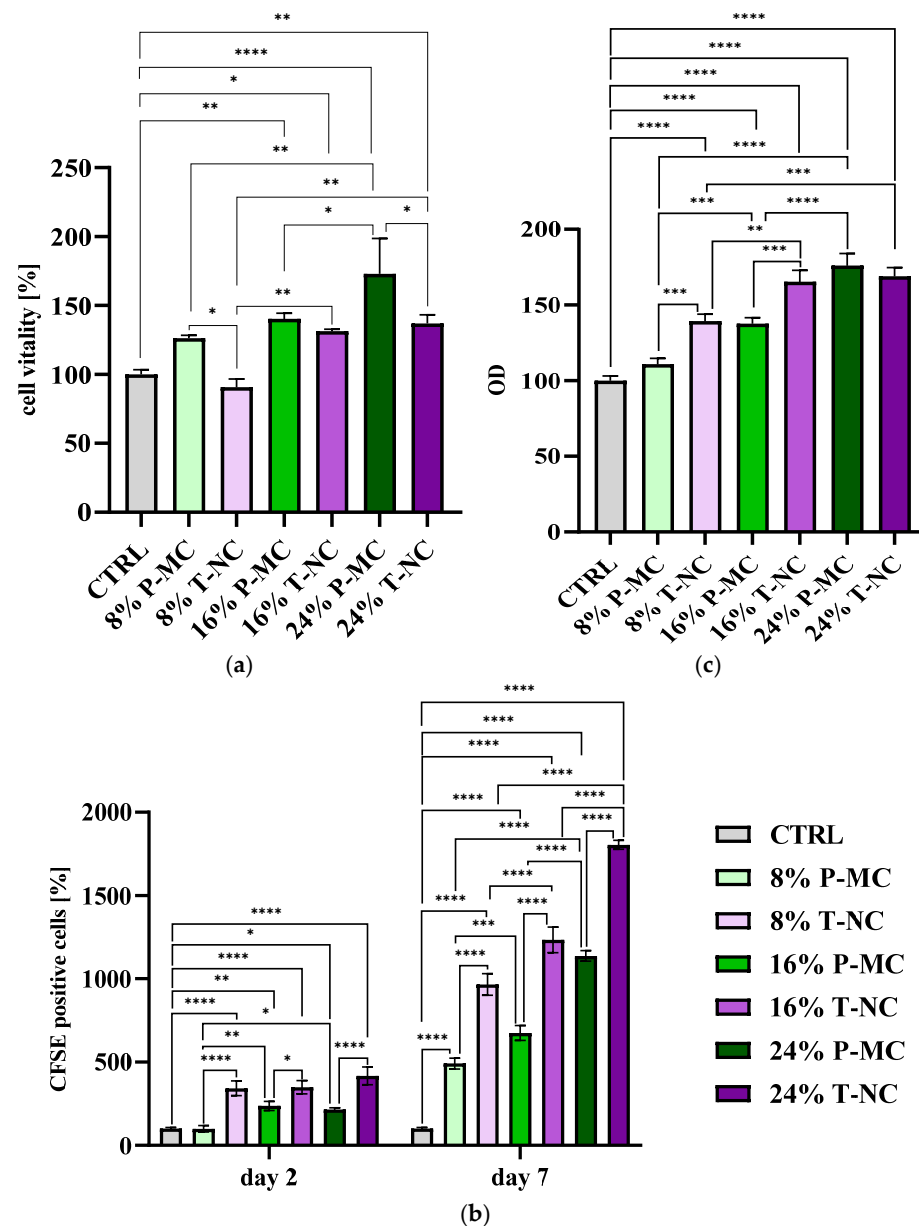 **
****
*
**
**
**
*
*
*
**
250
200
150
100
50
0
cell vitality [%]
CTRL
8% P-MC
8% T-NC
16% P-MC
16% T-NC
24% P-MC
24% T-NC
(a)
****
****
****
****
****
****
***
***
****
**
***
***
200
150
100
50
0
OD
CTRL
8% P-MC
8% T-NC
16% P-MC
16% T-NC
24% P-MC
24% T-NC
(c)
****
****
****
****
****
****
****
****
****
****
****
****
***
****
****
****
*
****
**
****
*
**
****
*
****
2000
1500
1000
500
0
CFSE positive cells [%]
day 2
day 7
CTRL
8% P-MC
8% T-NC
16% P-MC
16% T-NC
24% P-MC
24% T-NC
(b)